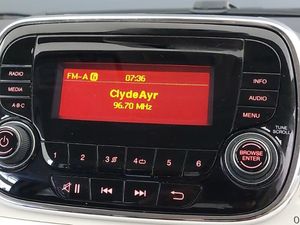 FM-A 6 07:36
ClydeAyr
96.70 MHz
RADIO
MEDIA
A-B-C
INFO
AUDIO
MENU
TUNE
SCROLL
BROWSE
ENTER
1 2 3 4 5 6